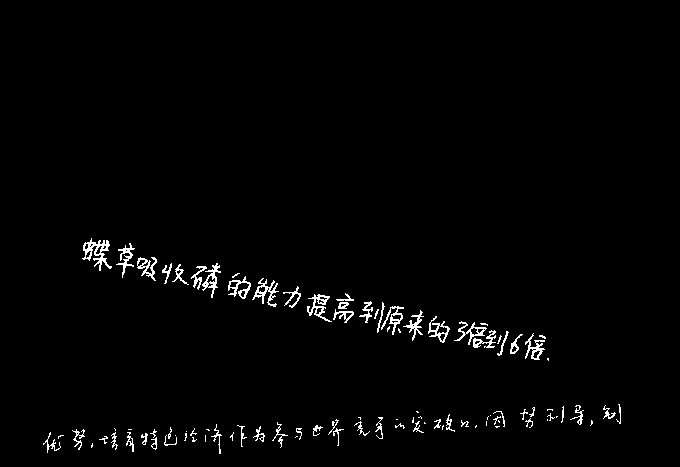 蝶草吸收磷的能力提高到原来的3倍到6倍.
优势,培育特色经济作为参与世界竞争的突破口.因势利导,制